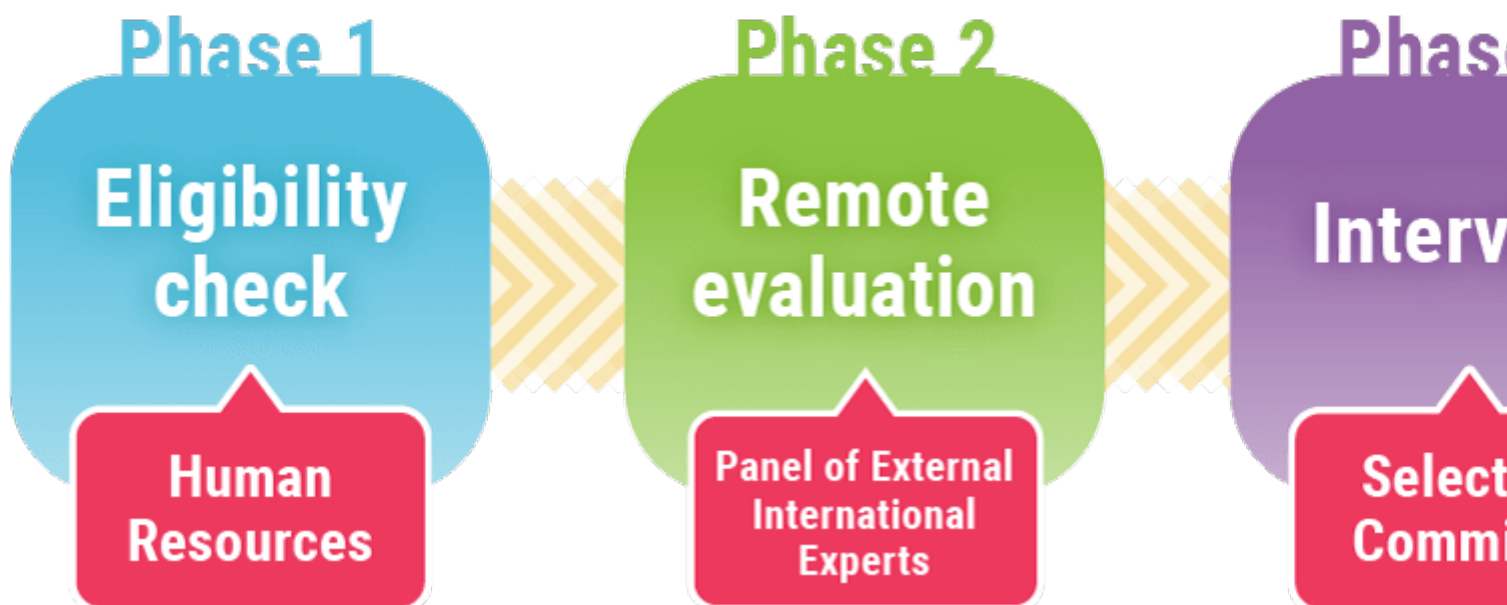 Phase 1
Eligibility
check
Human
Resources
Phase 2
Remote
evaluation
Panel of External
International
Experts